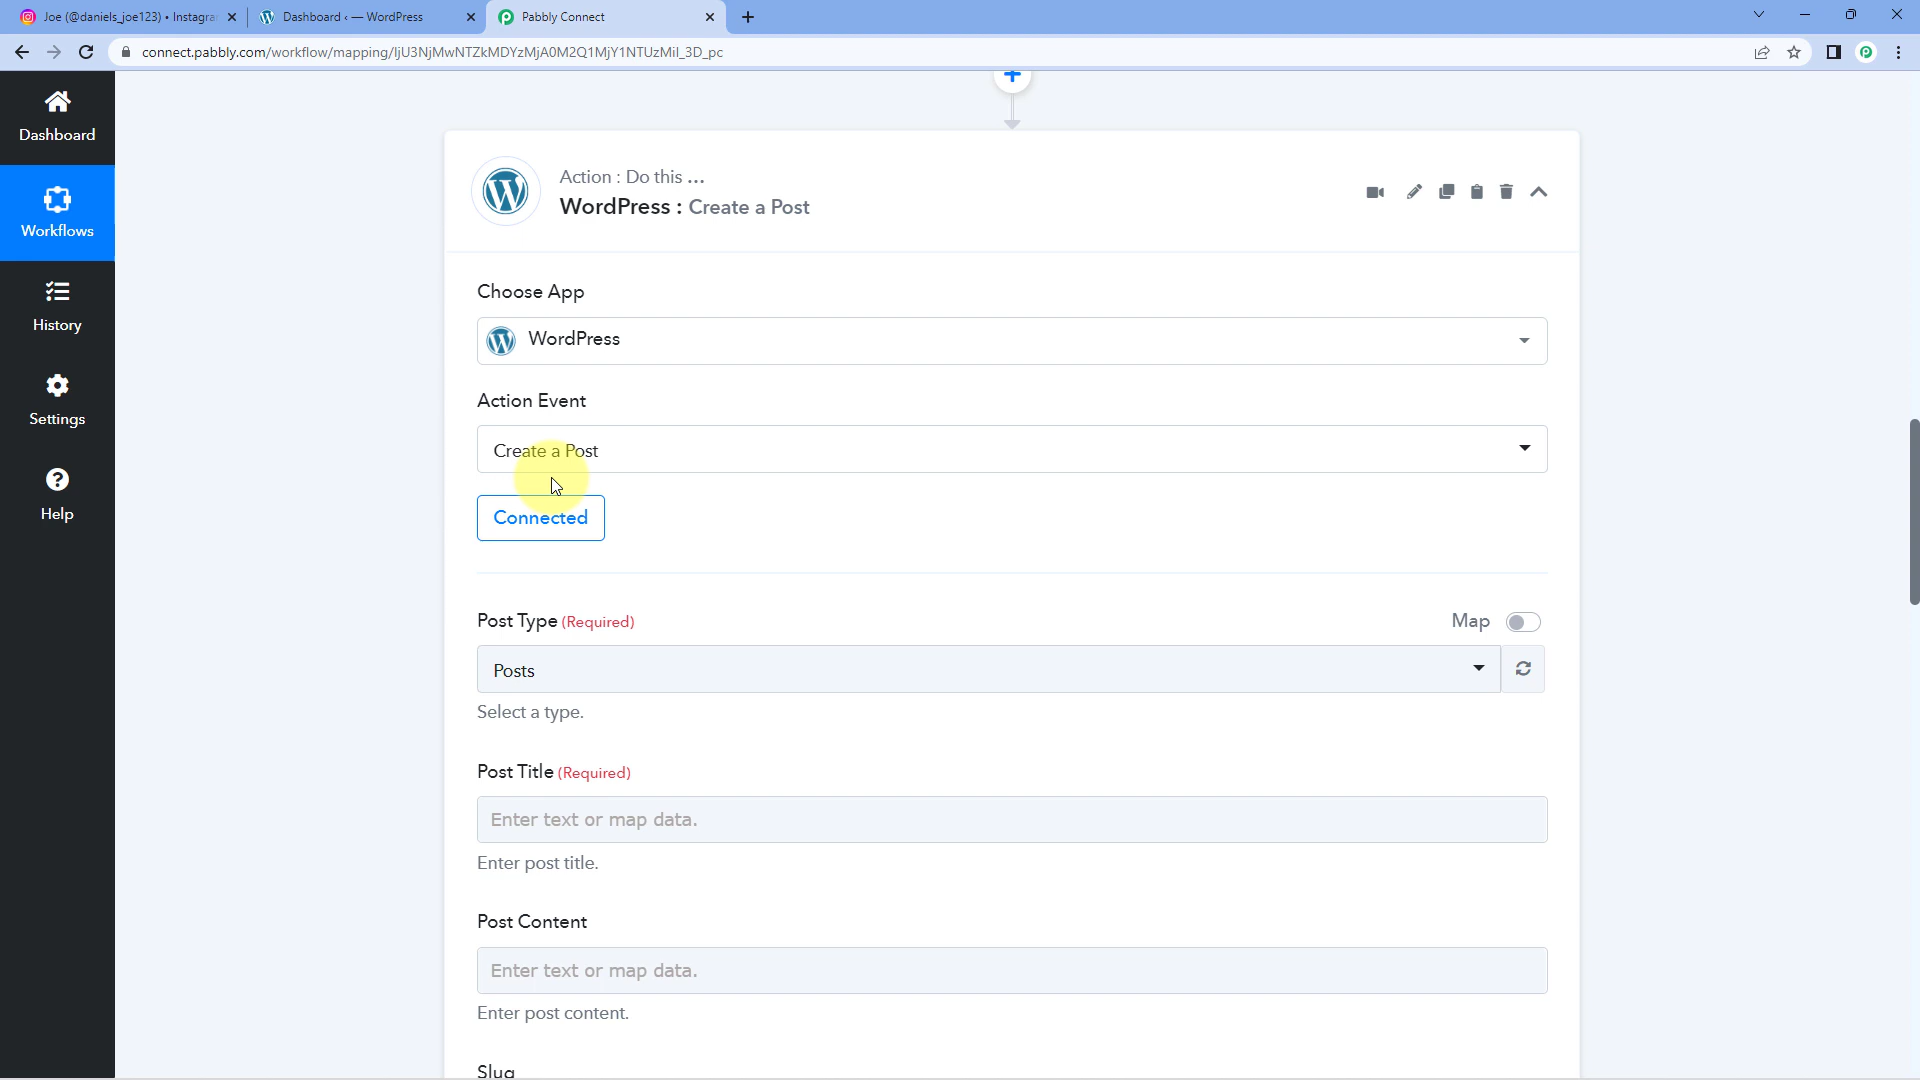 Joe (@daniels_joe123) • Instagra
Dashboard ‹ — WordPress
Pabbly Connect
connect.pabbly.com/workflow/mapping/IjU3NjMwNTZkMDYzMjA0M2Q1MjY1NTUzMiI_3D_pc
Dashboard
Workflows
History
Settings
Help
Action : Do this ...
WordPress : Create a Post
Choose App
WordPress
Action Event
Create a Post
Connected
Post Type (Required)
Map
Posts
Select a type.
Post Title (Required)
Enter text or map data.
Enter post title.
Post Content
Enter text or map data.
Enter post content.
Slug